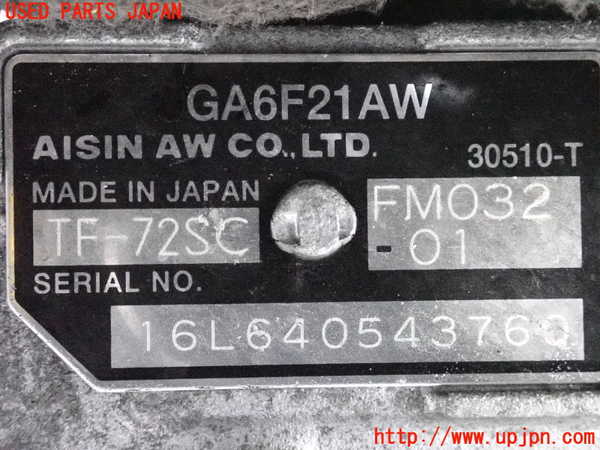 USED PARTS JAPAN
GA6F21AW
AISIN AW CO.,LTD.
30510-T
MADE IN JAPAN
FM032
TF-72SC
-01
SERIAL NO.
16L640543760
http://www.upjpn.com/